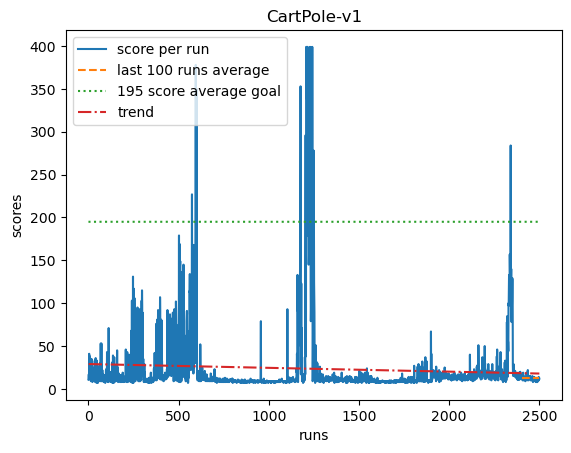 CartPole-v1
score per run
last 100 runs average
195 score average goal
trend
scores
400
350
300
250
200
150
100
50
0
0
500
1000
1500
2000
2500
runs